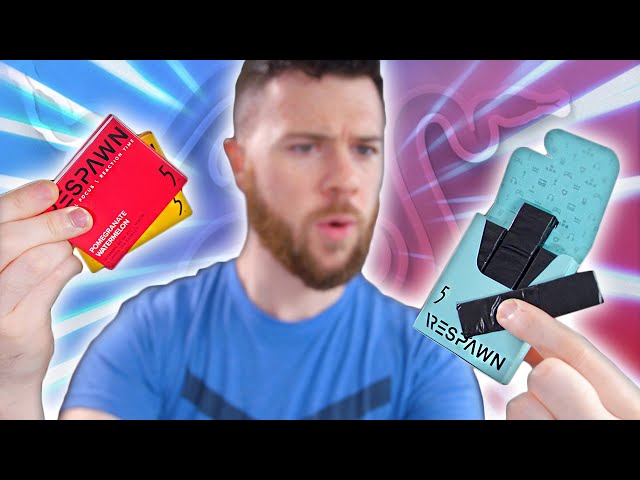 RESPAWN
FOCUS | REACTION TIME
5
POMEGRANATE
WATERMELON
5
5
RESPAWN